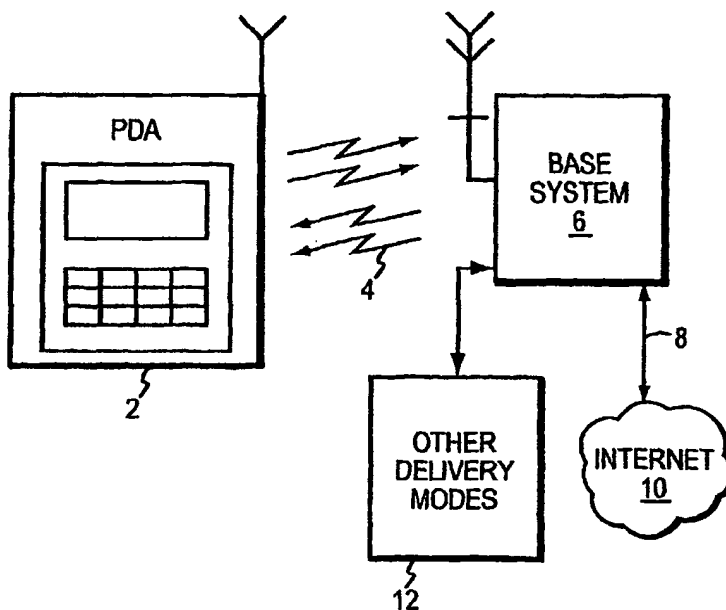 PDA
2
4
BASE
SYSTEM
6
8
OTHER
DELIVERY
MODES
12
INTERNET
10